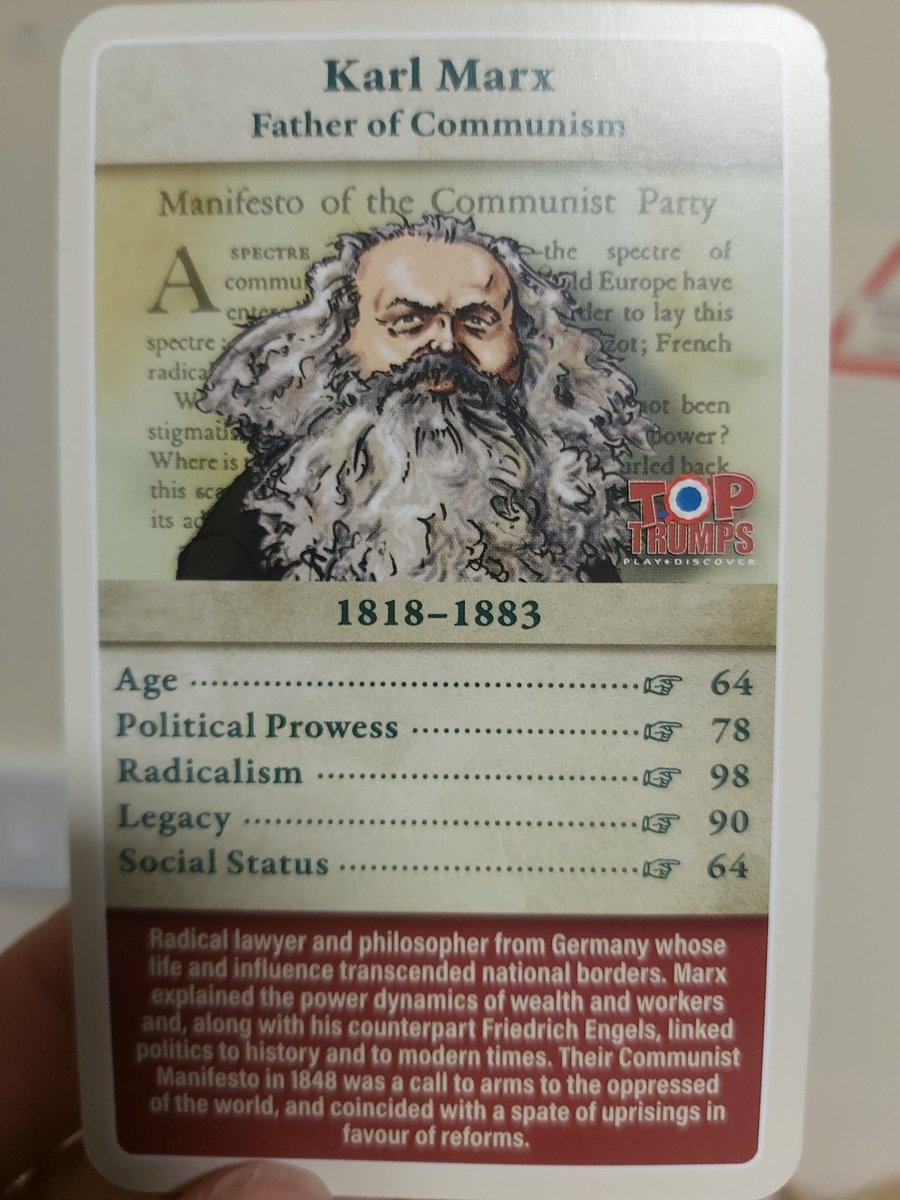 Karl Marx
Father of Communism
Manifesto of the Communist Party
A SPECTRE the spectre of
commu ld Europe have
der to lay this
spectre French
radica
W not been
stigmatis power?
Where is urled back
this sca
its ad
TOP
TRUMPS
PLAY DISCOVER
1818–1883
Age 64
Political Prowess 78
Radicalism 98
Legacy 90
Social Status 64
Radical lawyer and philosopher from Germany whose
life and influence transcended national borders. Marx
explained the power dynamics of wealth and workers
and, along with his counterpart Friedrich Engels, linked
politics to history and to modern times. Their Communist
Manifesto in 1848 was a call to arms to the oppressed
of the world, and coincided with a spate of uprisings in
favour of reforms.